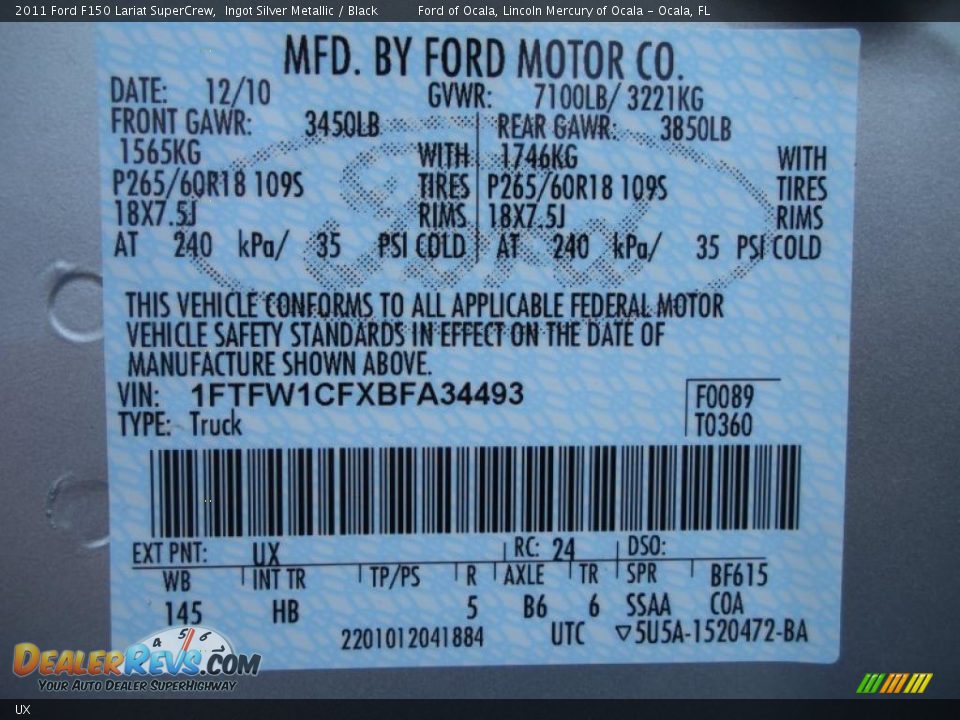 2011 Ford F150 Lariat SuperCrew, Ingot Silver Metallic / Black Ford of Ocala, Lincoln Mercury of Ocala - Ocala, FL
MFD. BY FORD MOTOR CO.
DATE: 12/10 GVWR: 7100LB/ 3221KG
FRONT GAWR: 3450LB REAR GAWR: 3850LB
1565KG WITH 1746KG WITH
P265/60R18 109S TIRES P265/60R18 109S TIRES
18X7.5J RIMS 18X7.5J RIMS
AT 240 kPa/ 35 PSI COLD AT 240 kPa/ 35 PSI COLD
THIS VEHICLE CONFORMS TO ALL APPLICABLE FEDERAL MOTOR
VEHICLE SAFETY STANDARDS IN EFFECT ON THE DATE OF
MANUFACTURE SHOWN ABOVE.
VIN: 1FTFW1CFXBFA34493 F0089
TYPE: Truck T0360
EXT PNT: UX RC: 24 DSO:
WB INT TR TP/PS R AXLE TR SPR BF615
145 HB 5 B6 6 SSAA COA
2201012041884 UTC ▽5U5A-1520472-BA
4 5 6
DEALERREVS.COM
YOUR AUTO DEALER SUPERHIGHWAY
UX